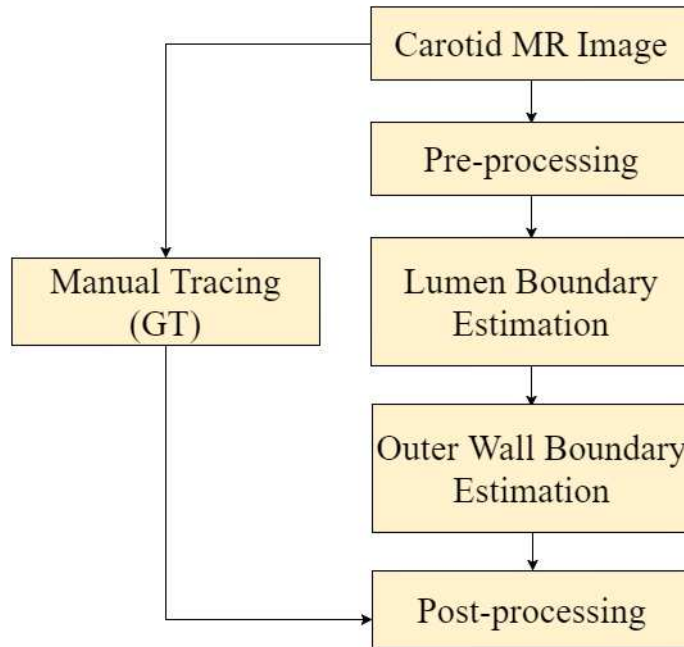 Carotid MR Image
Pre-processing
Manual Tracing
(GT)
Lumen Boundary
Estimation
Outer Wall Boundary
Estimation
Post-processing